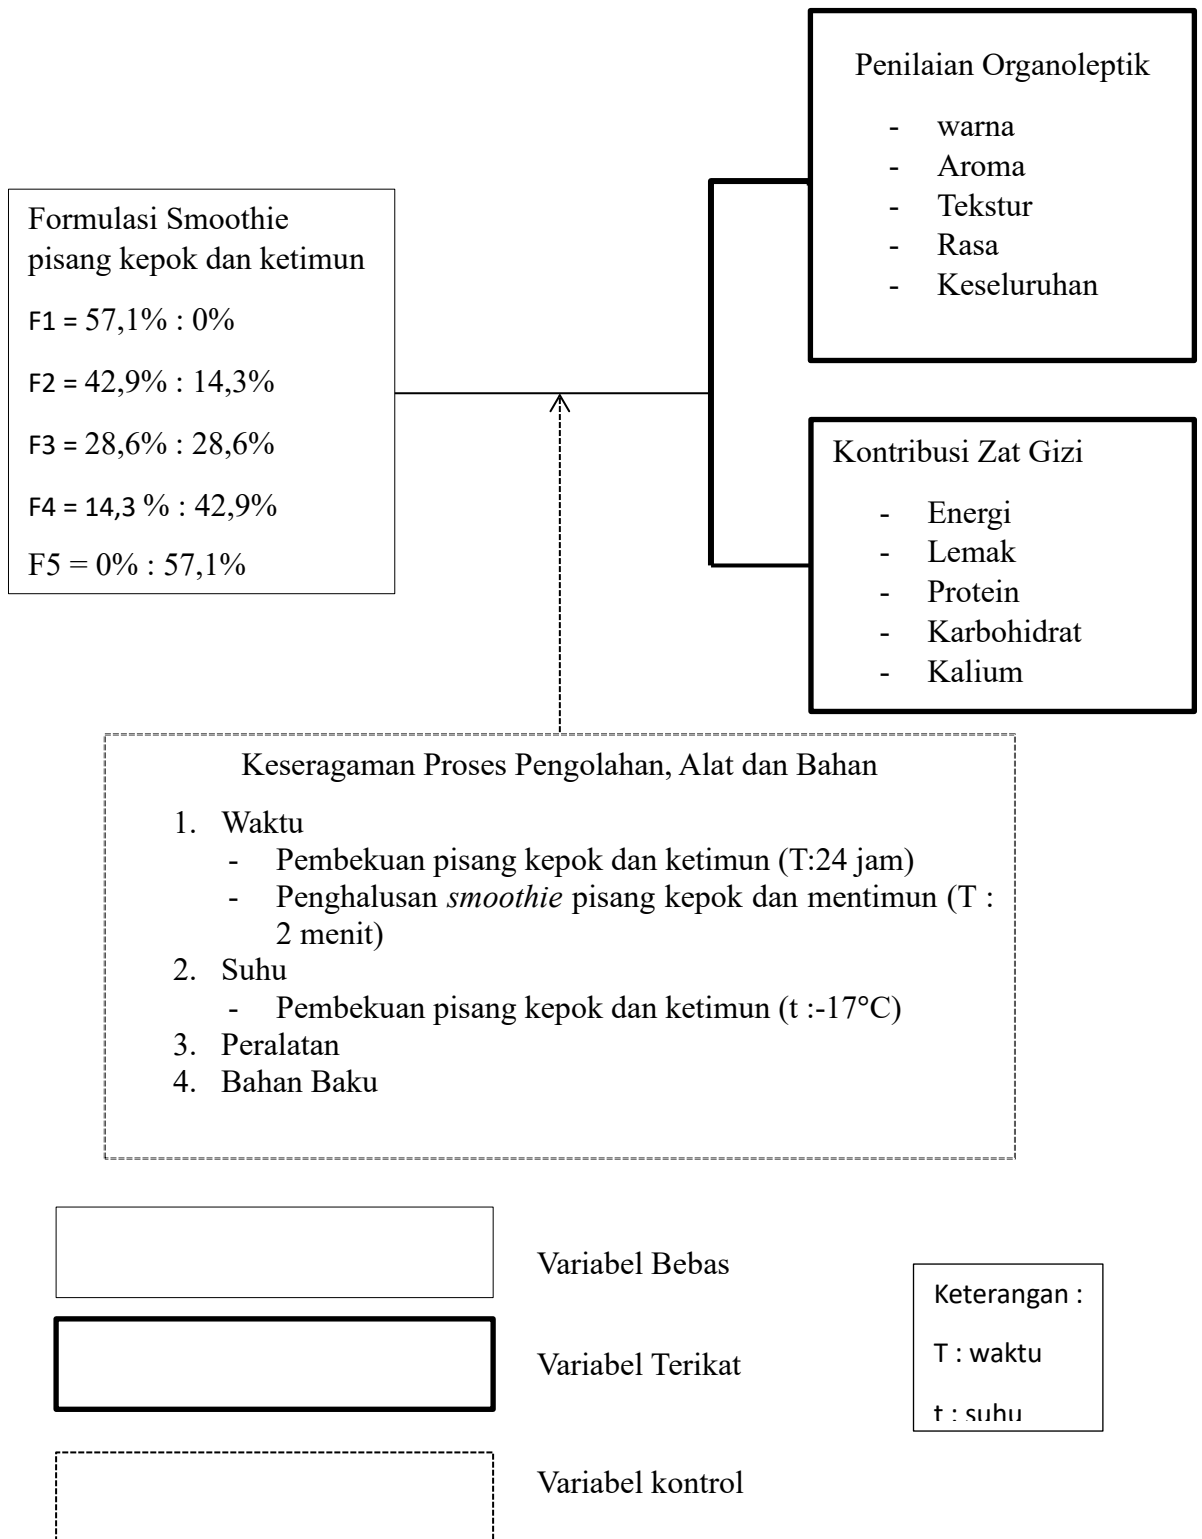 Penilaian Organoleptik
- warna
- Aroma
- Tekstur
- Rasa
- Keseluruhan
Formulasi Smoothie
pisang kepok dan ketimun
F1 = 57,1% : 0%
F2 = 42,9% : 14,3%
F3 = 28,6% : 28,6%
F4 = 14,3 % : 42,9%
F5 = 0% : 57,1%
Kontribusi Zat Gizi
- Energi
- Lemak
- Protein
- Karbohidrat
- Kalium
Keseragaman Proses Pengolahan, Alat dan Bahan
1. Waktu
- Pembekuan pisang kepok dan ketimun (T:24 jam)
- Penghalusan smoothie pisang kepok dan mentimun (T :
2 menit)
2. Suhu
- Pembekuan pisang kepok dan ketimun (t :-17°C)
3. Peralatan
4. Bahan Baku
Variabel Bebas
Variabel Terikat
Variabel kontrol
Keterangan :
T : waktu
t : suhu